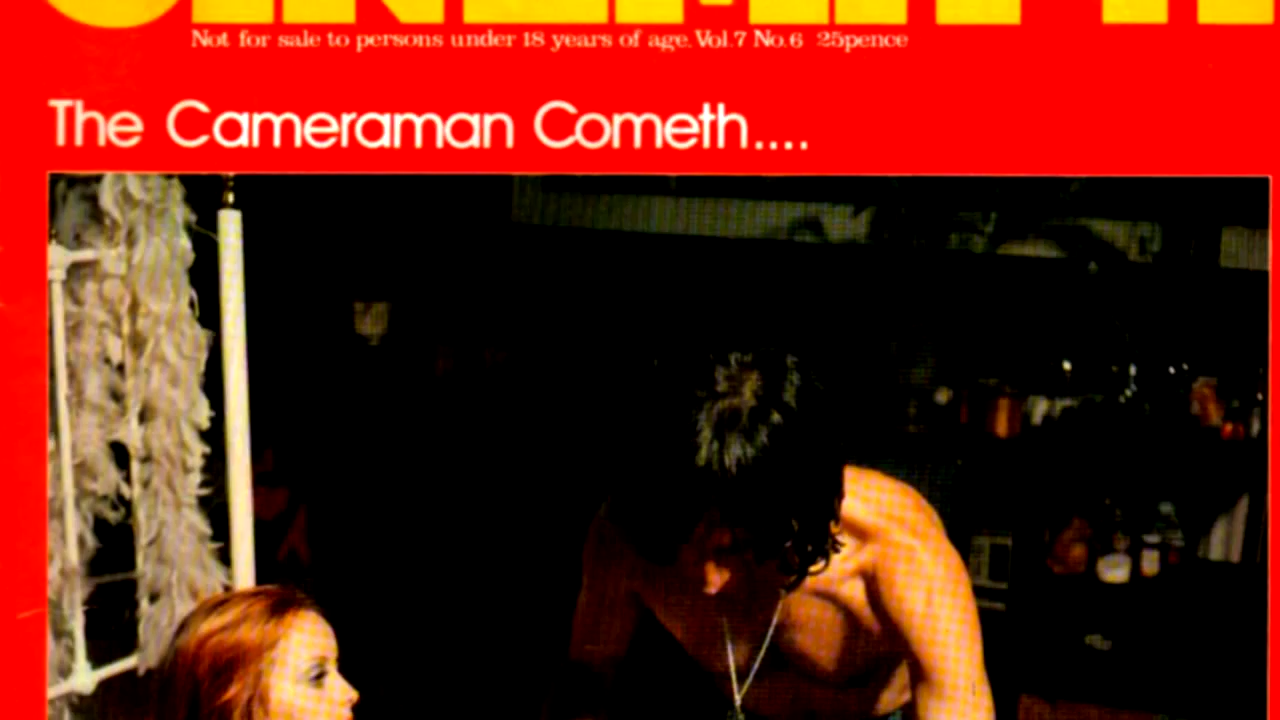 Not for sale to persons under 18 years of age. Vol.7 No.6 25pence
The Cameraman Cometh....